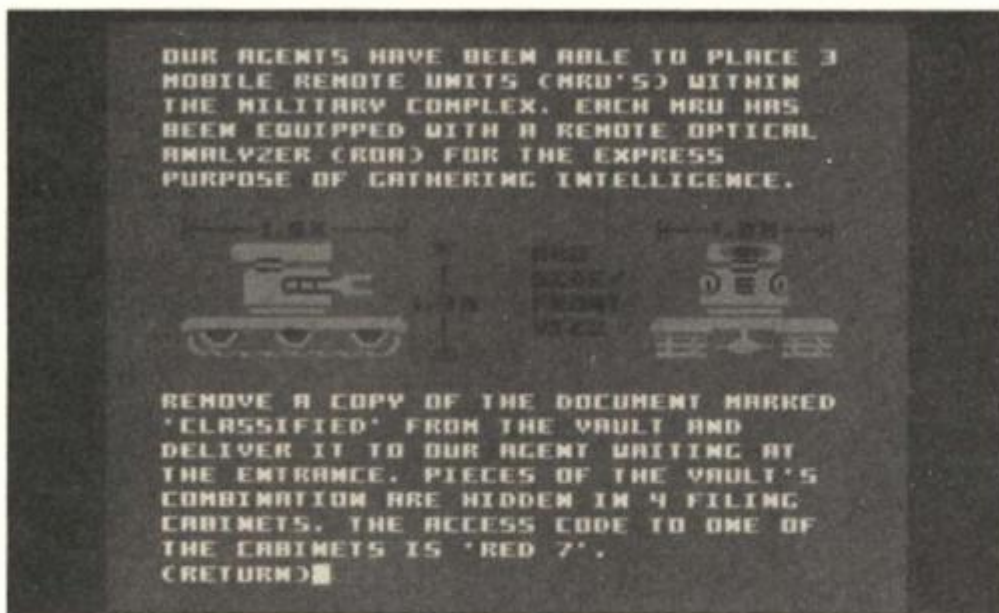 OUR AGENTS HAVE BEEN ABLE TO PLACE 3
MOBILE REMOTE UNITS (MRU'S) WITHIN
THE MILITARY COMPLEX. EACH MRU HAS
BEEN EQUIPPED WITH A REMOTE OPTICAL
ANALYZER (ROA) FOR THE EXPRESS
PURPOSE OF GATHERING INTELLIGENCE.
MRU
SIDE/
FRONT
VIEW
REMOVE A COPY OF THE DOCUMENT MARKED
'CLASSIFIED' FROM THE VAULT AND
DELIVER IT TO OUR AGENT WAITING AT
THE ENTRANCE. PIECES OF THE VAULT'S
COMBINATION ARE HIDDEN IN 4 FILING
CABINETS. THE ACCESS CODE TO ONE OF
THE CABINETS IS 'RED 7'.
(RETURN)